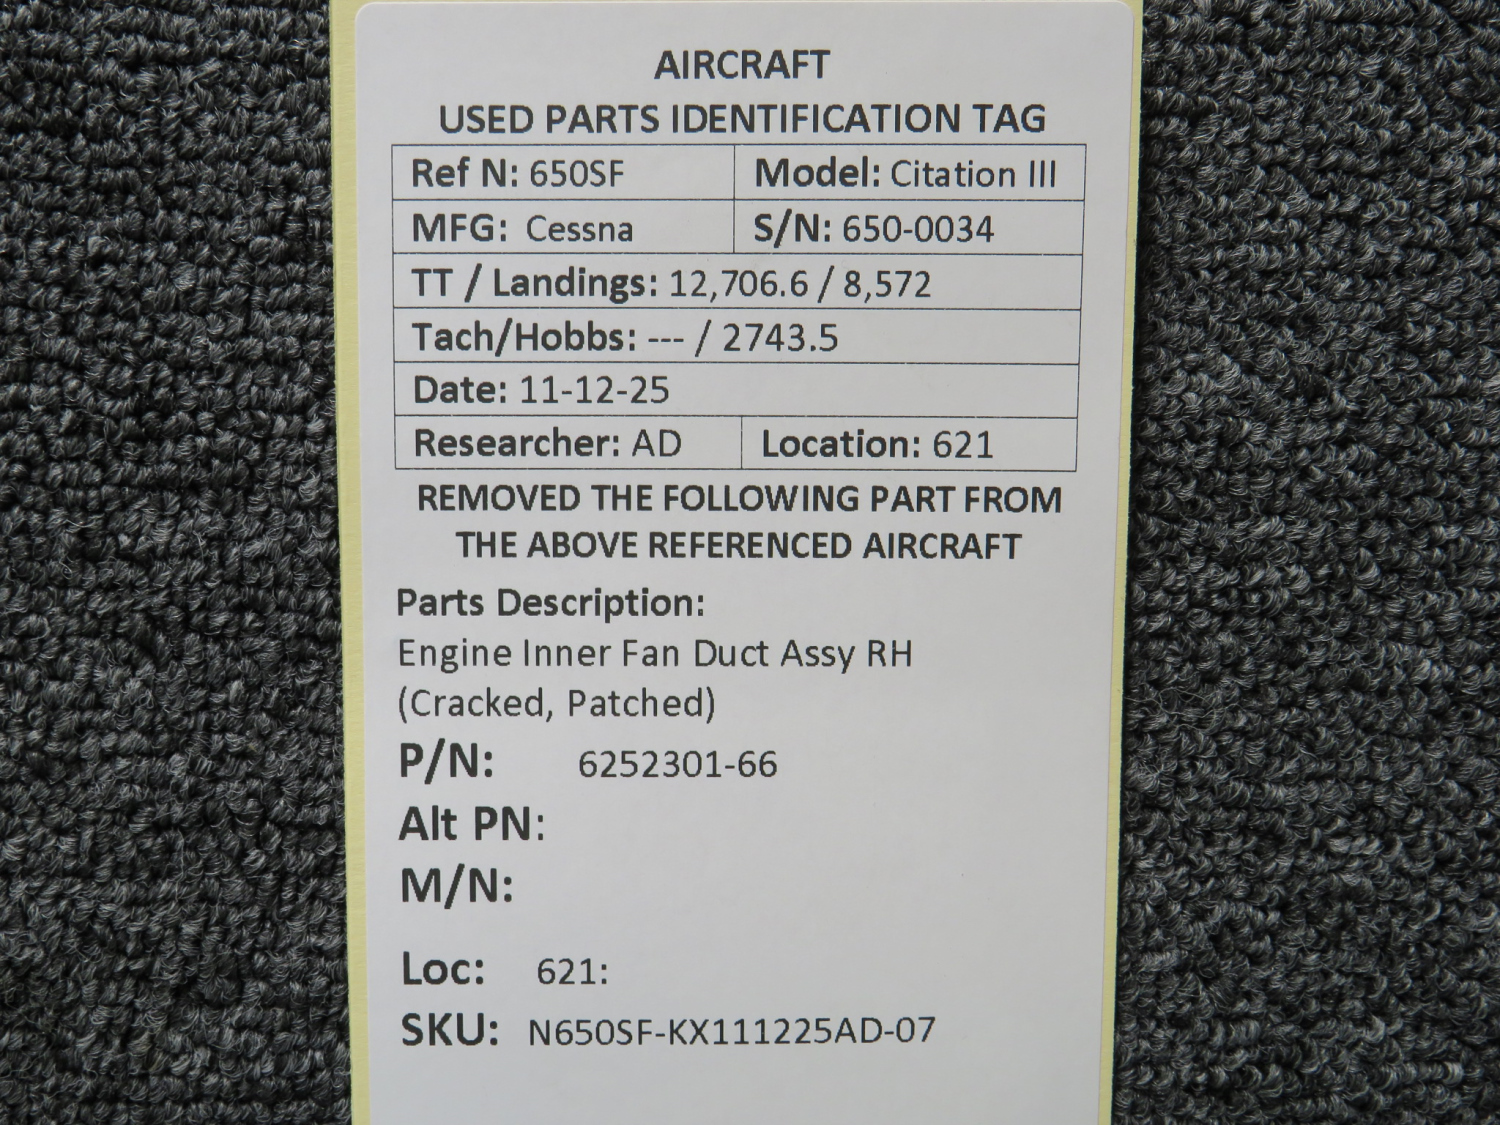 AIRCRAFT
USED PARTS IDENTIFICATION TAG
Ref N: 650SF Model: Citation III
MFG: Cessna S/N: 650-0034
TT / Landings: 12,706.6 / 8,572
Tach/Hobbs: --- / 2743.5
Date: 11-12-25
Researcher: AD Location: 621
REMOVED THE FOLLOWING PART FROM
THE ABOVE REFERENCED AIRCRAFT
Parts Description:
Engine Inner Fan Duct Assy RH
(Cracked, Patched)
P/N: 6252301-66
Alt PN:
M/N:
Loc: 621:
SKU: N650SF-KX111225AD-07